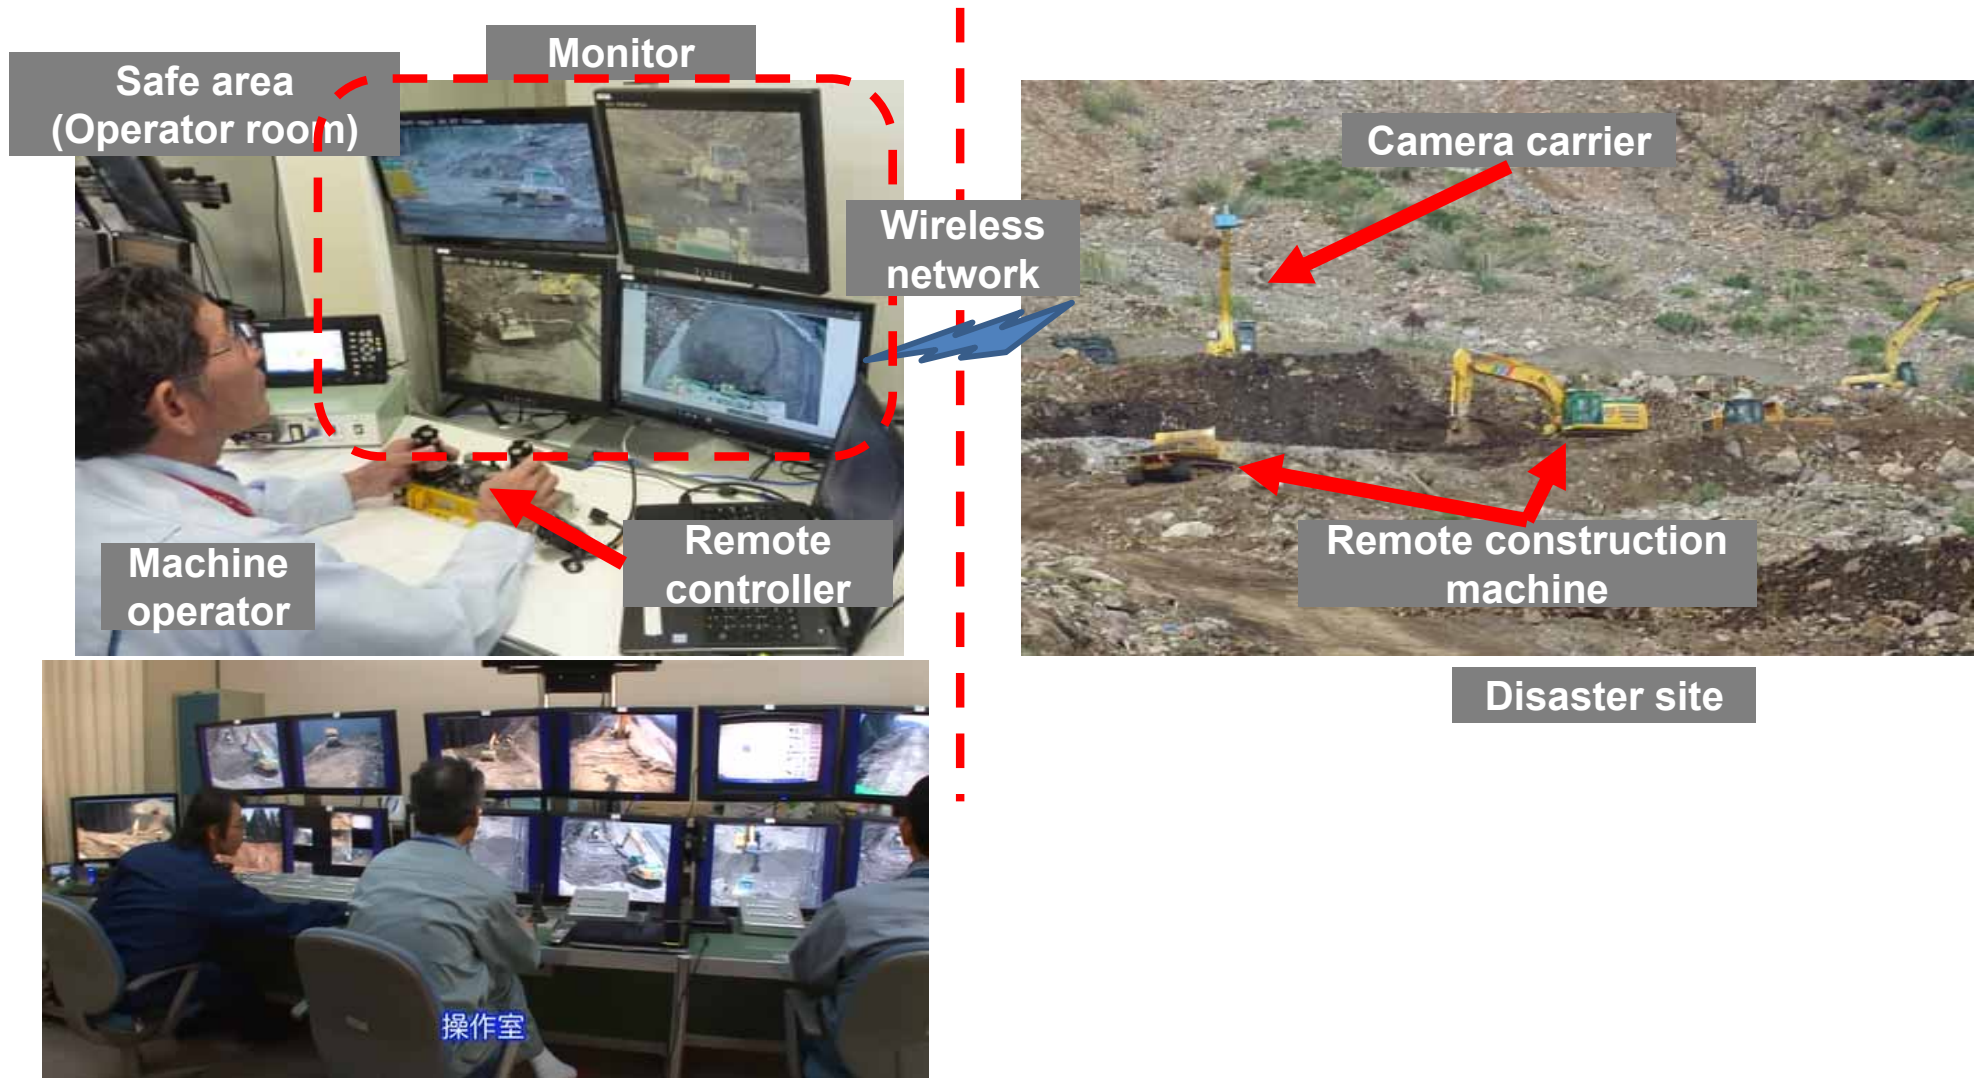 Monitor
Safe area
(Operator room)
Camera carrier
Wireless
network
Remote
controller
Machine
operator
Remote construction
machine
Disaster site
操作室